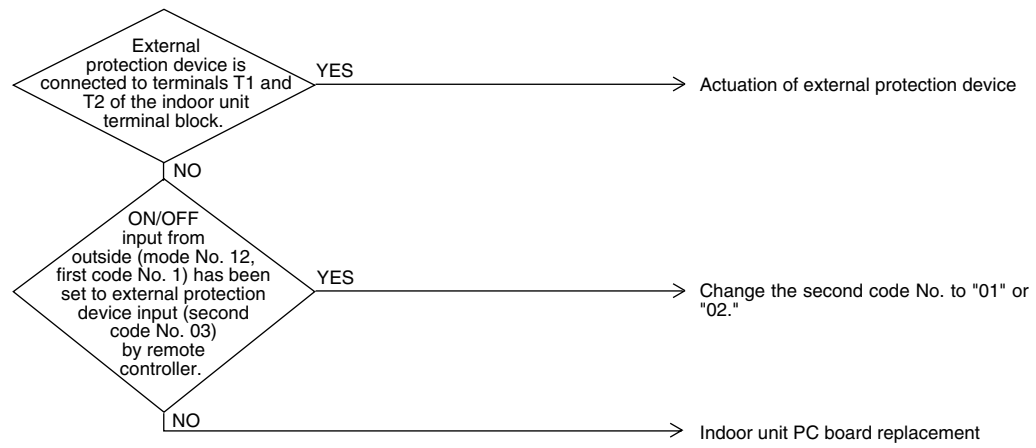 External
protection device is
connected to terminals T1 and
T2 of the indoor unit
terminal block.
YES
Actuation of external protection device
NO
ON/OFF
input from
outside (mode No. 12,
first code No. 1) has been
set to external protection
device input (second
code No. 03)
by remote
controller.
YES
Change the second code No. to "01" or
"02."
NO
Indoor unit PC board replacement